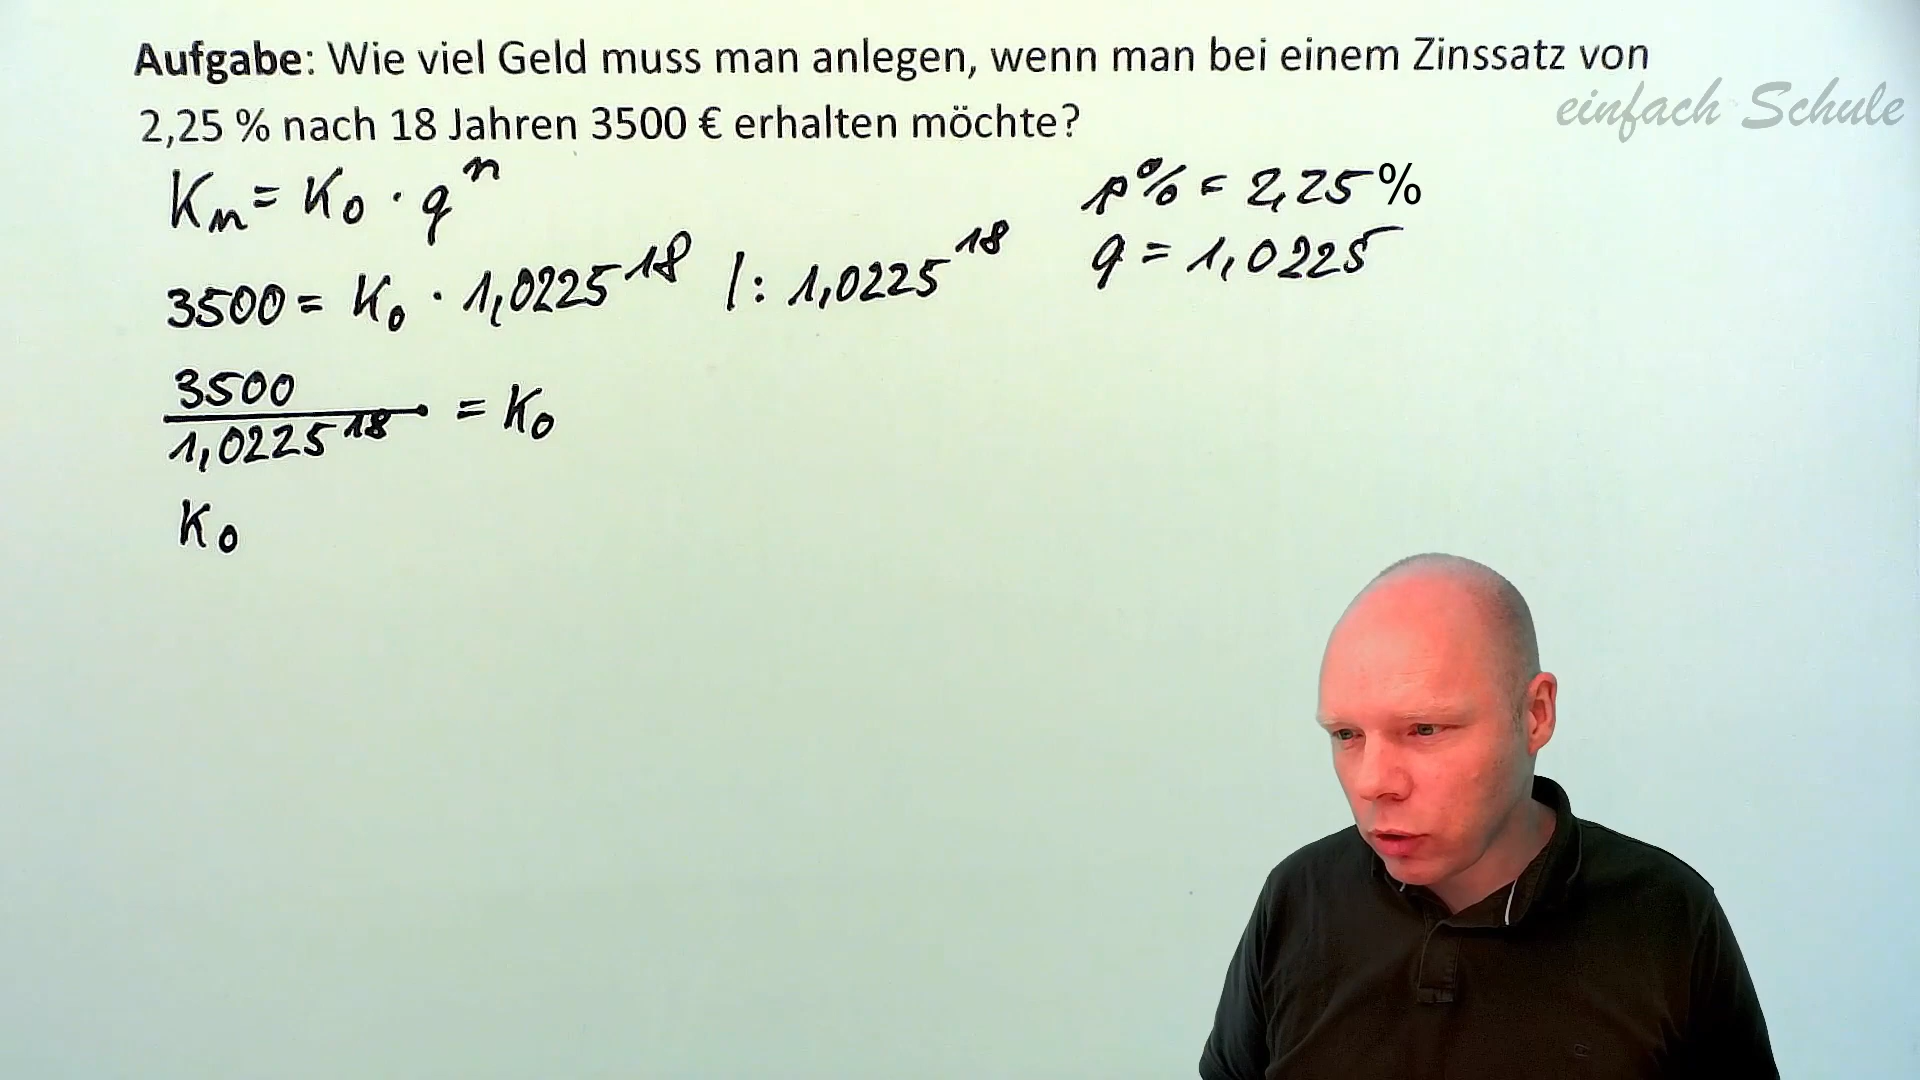 Aufgabe: Wie viel Geld muss man anlegen, wenn man bei einem Zinssatz von
2,25 % nach 18 Jahren 3500 € erhalten möchte?
einfach Schule
Kn = K0 · q^n
p% = 2,25%
q = 1,0225
3500 = K0 · 1,0225^18 |: 1,0225^18
3500
1,0225^18 = K0
K0